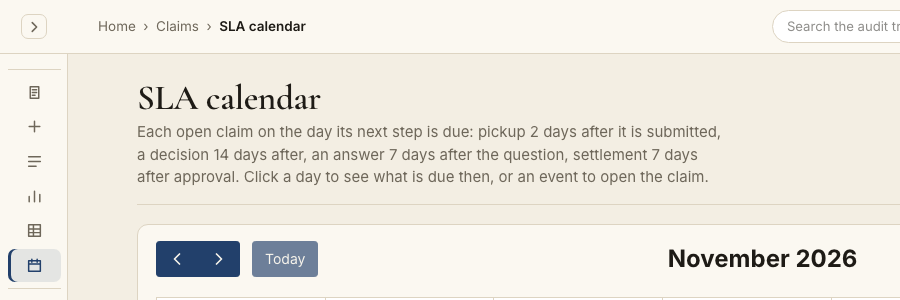 Home › Claims › SLA calendar
Search the audit
SLA calendar
Each open claim on the day its next step is due: pickup 2 days after it is submitted,
a decision 14 days after, an answer 7 days after the question, settlement 7 days
after approval. Click a day to see what is due then, or an event to open the claim.
Today
November 2026